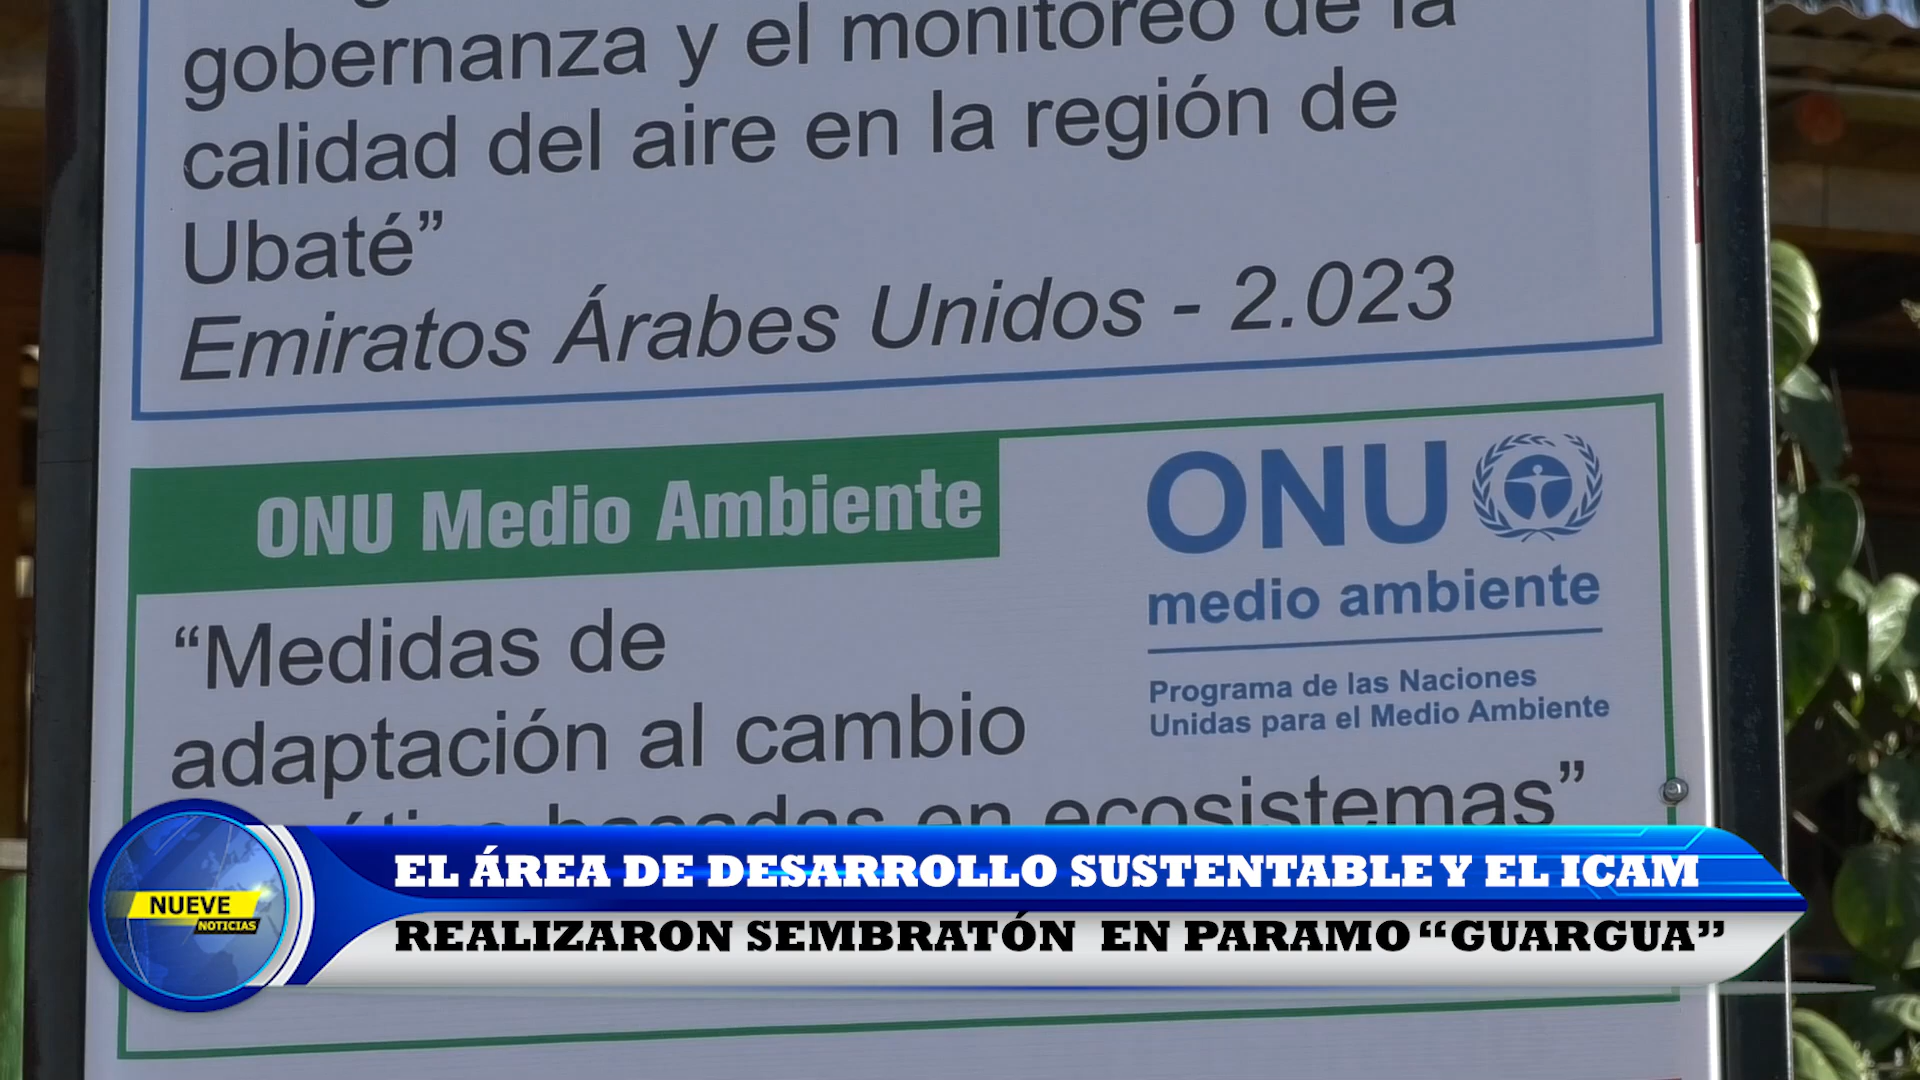 gobernanza y el monitoreo de la
calidad del aire en la región de
Ubaté”
Emiratos Árabes Unidos - 2.023
ONU Medio Ambiente
ONU
medio ambiente
Programa de las Naciones
Unidas para el Medio Ambiente
“Medidas de
adaptación al cambio
basadas en ecosistemas”
NUEVE
NOTICIAS
EL ÁREA DE DESARROLLO SUSTENTABLE Y EL ICAM
REALIZARON SEMBRATÓN EN PARAMO “GUARGUA”